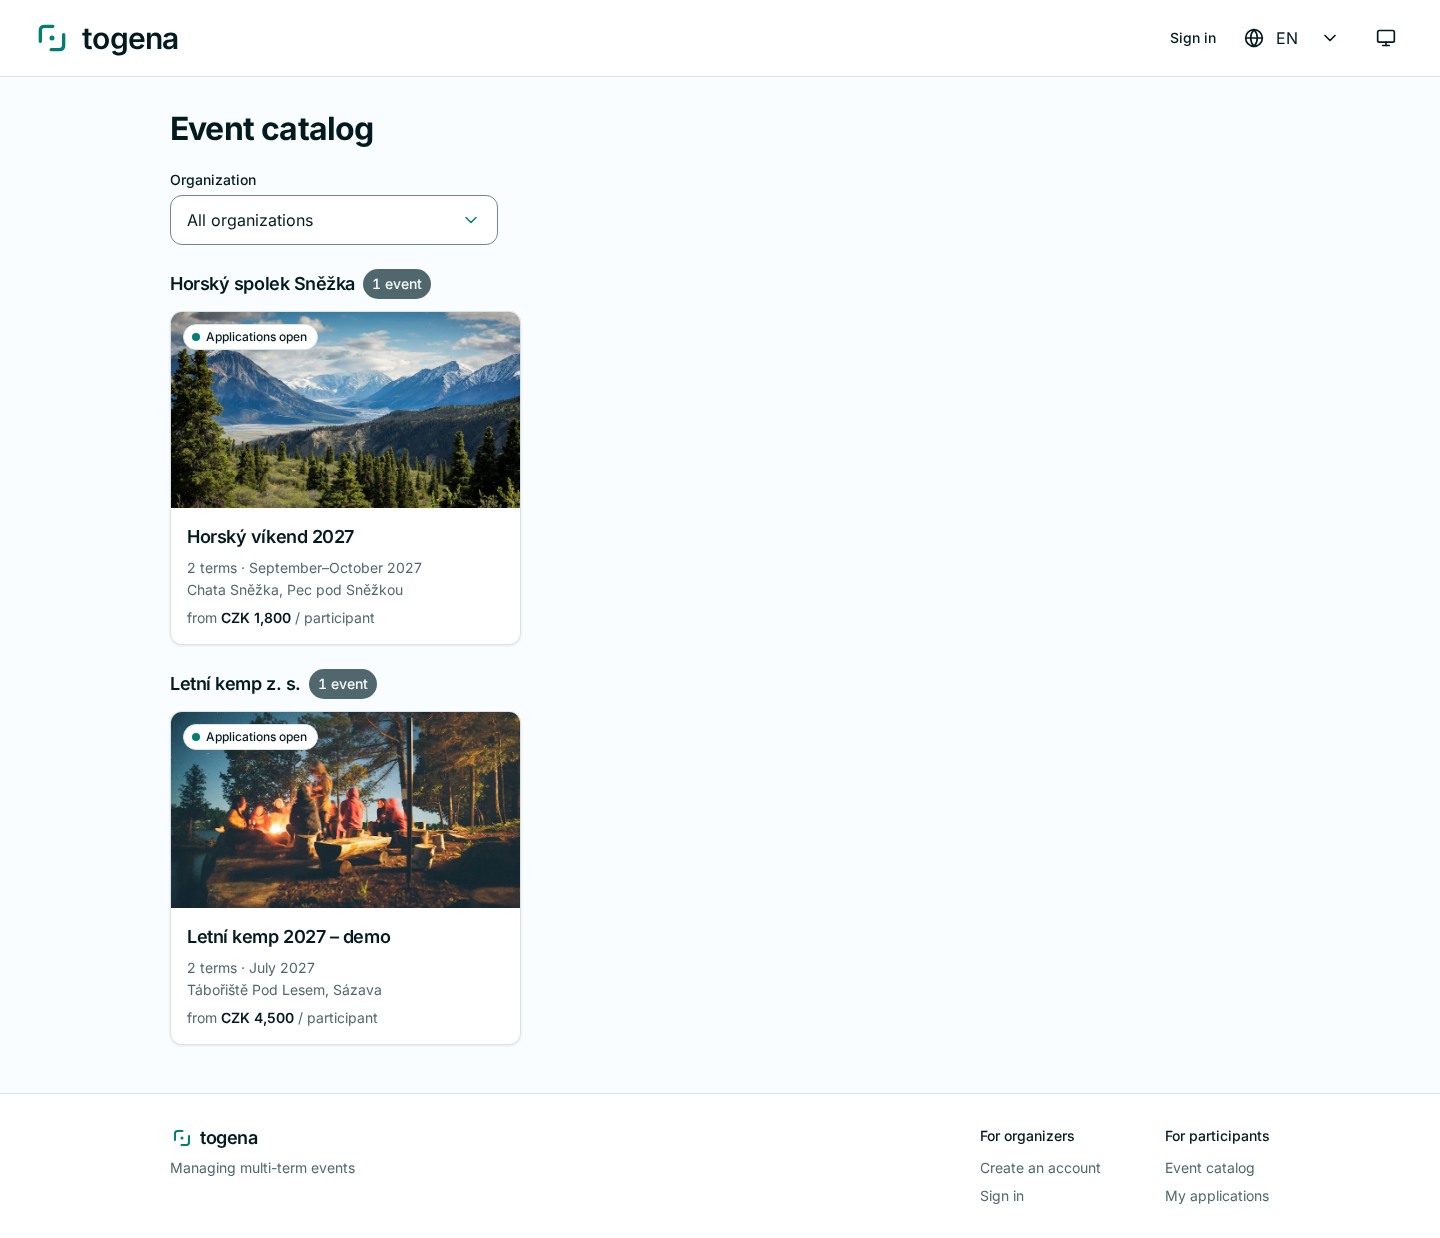 togena
Sign in
EN
Event catalog
Organization
All organizations
Horský spolek Sněžka
1 event
Applications open
Horský víkend 2027
2 terms · September–October 2027
Chata Sněžka, Pec pod Sněžkou
from CZK 1,800 / participant
Letní kemp z. s.
1 event
Applications open
Letní kemp 2027 – demo
2 terms · July 2027
Tábořiště Pod Lesem, Sázava
from CZK 4,500 / participant
togena
Managing multi-term events
For organizers
Create an account
Sign in
For participants
Event catalog
My applications